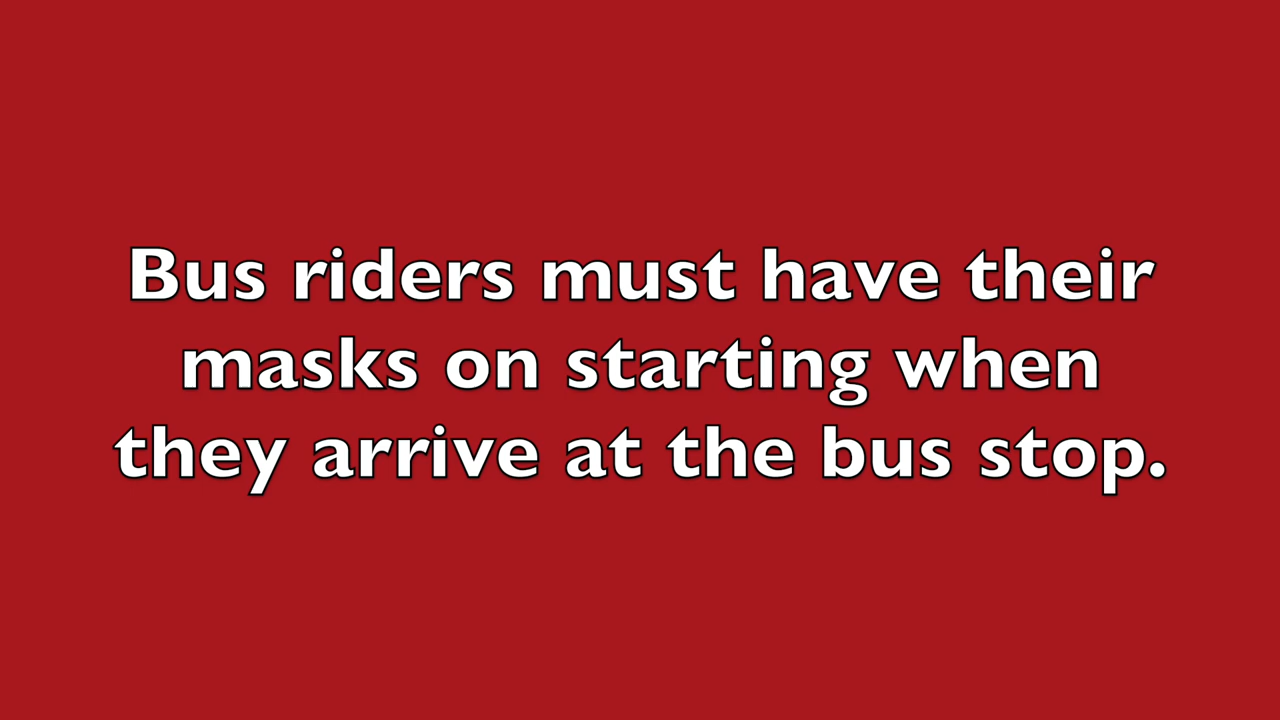 Bus riders must have their
masks on starting when
they arrive at the bus stop.